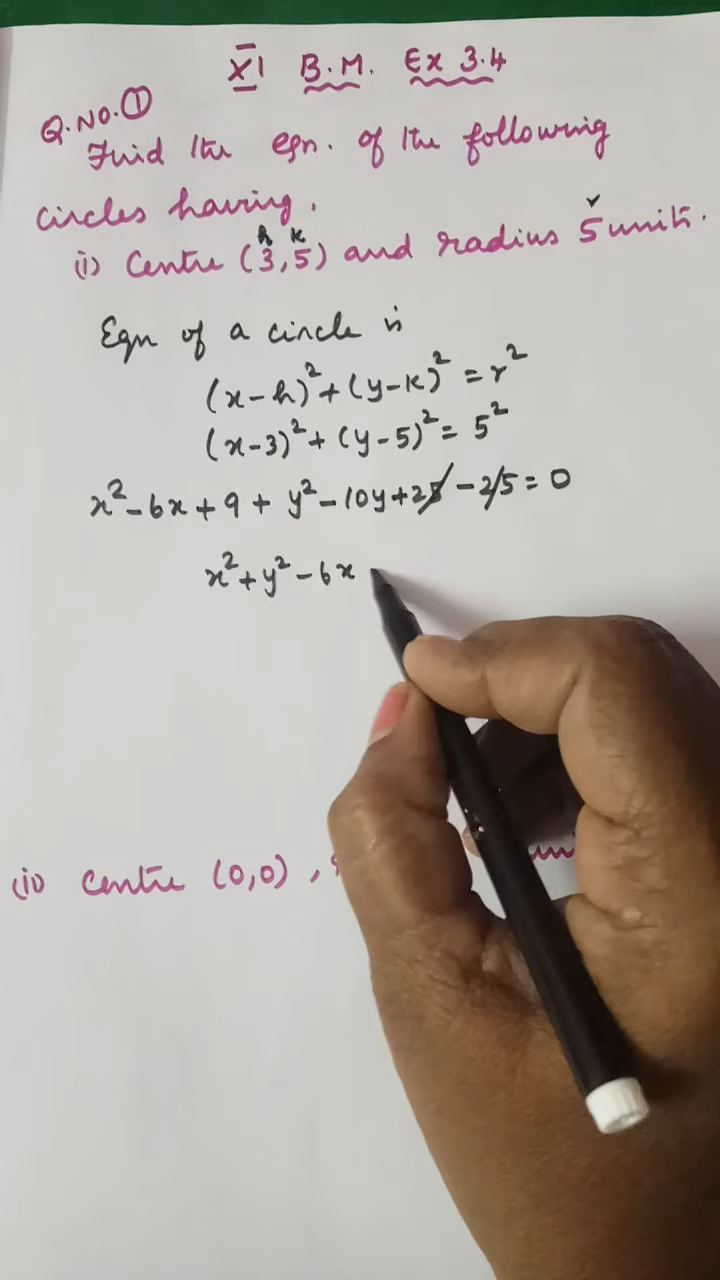 XI B.M. Ex 3.4
Q.NO.①
Find the eqn. of the following
circles having.
h k ✓
(i) Centre (3,5) and radius 5 units.
Eqn of a circle is
(x-h)² + (y-k)² = r²
(x-3)² + (y-5)² = 5²
x² - 6x + 9 + y² - 10y + 25 - 25 = 0
x² + y² - 6x
(ii) Centre (0,0) ,